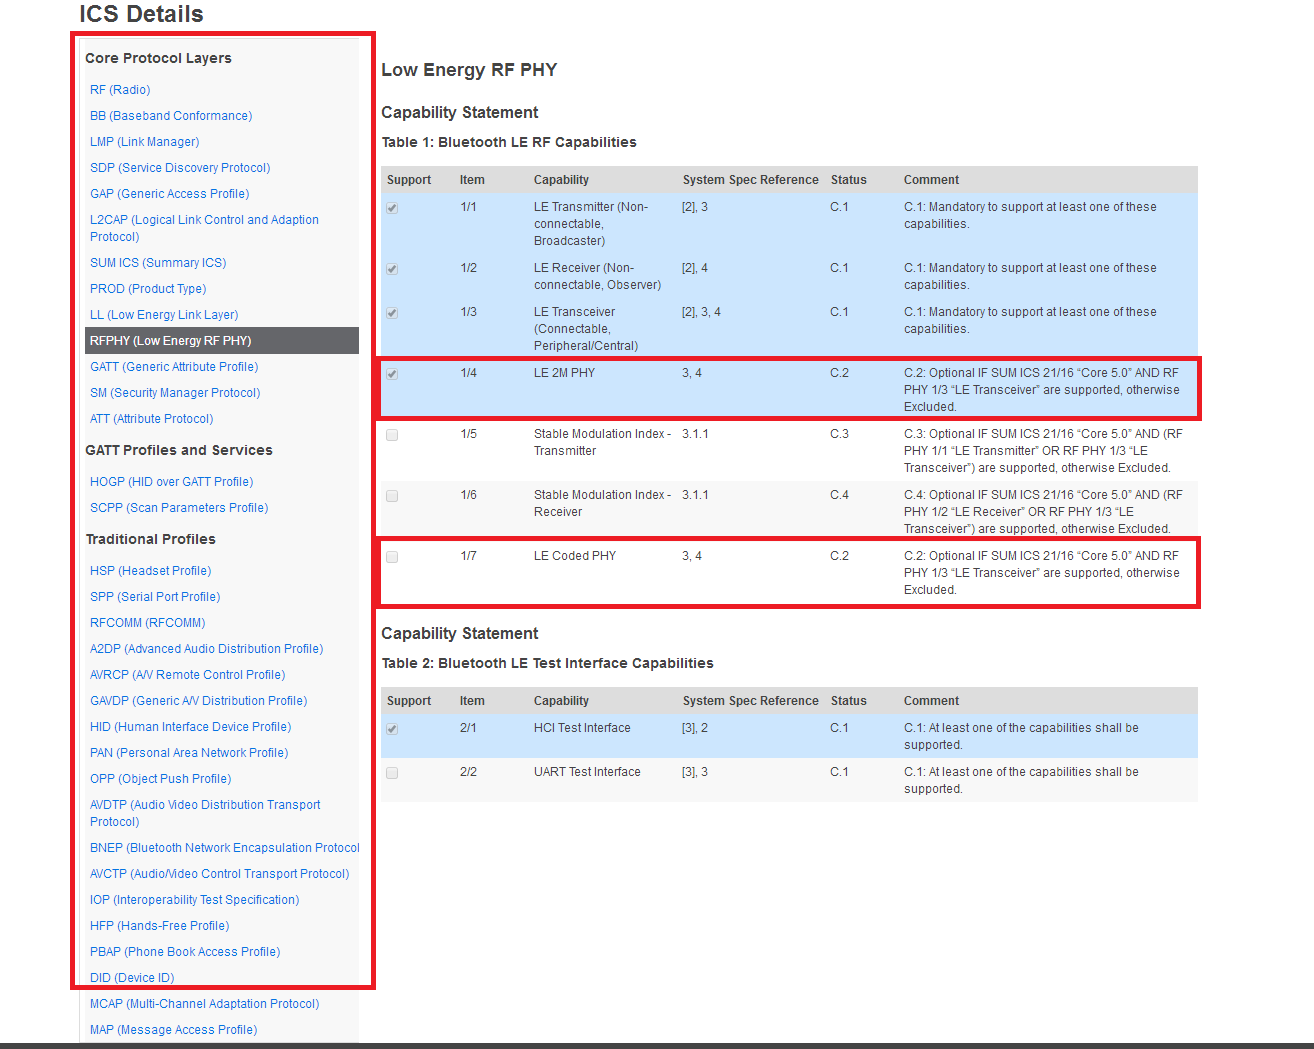 ICS Details
Core Protocol Layers
RF (Radio)
BB (Baseband Conformance)
LMP (Link Manager)
SDP (Service Discovery Protocol)
GAP (Generic Access Profile)
L2CAP (Logical Link Control and Adaption
Protocol)
SUM ICS (Summary ICS)
PROD (Product Type)
LL (Low Energy Link Layer)
RFPHY (Low Energy RF PHY)
GATT (Generic Attribute Profile)
SM (Security Manager Protocol)
ATT (Attribute Protocol)
GATT Profiles and Services
HOGP (HID over GATT Profile)
SCPP (Scan Parameters Profile)
Traditional Profiles
HSP (Headset Profile)
SPP (Serial Port Profile)
RFCOMM (RFCOMM)
A2DP (Advanced Audio Distribution Profile)
AVRCP (A/V Remote Control Profile)
GAVDP (Generic A/V Distribution Profile)
HID (Human Interface Device Profile)
PAN (Personal Area Network Profile)
OPP (Object Push Profile)
AVDTP (Audio Video Distribution Transport
Protocol)
BNEP (Bluetooth Network Encapsulation Protocol
AVCTP (Audio/Video Control Transport Protocol)
IOP (Interoperability Test Specification)
HFP (Hands-Free Profile)
PBAP (Phone Book Access Profile)
DID (Device ID)
MCAP (Multi-Channel Adaptation Protocol)
MAP (Message Access Profile)
Low Energy RF PHY
Capability Statement
Table 1: Bluetooth LE RF Capabilities
Support Item Capability System Spec Reference Status Comment
1/1 LE Transmitter (Non- [2], 3 C.1 C.1: Mandatory to support at least one of these
connectable, capabilities.
Broadcaster)
1/2 LE Receiver (Non- [2], 4 C.1 C.1: Mandatory to support at least one of these
connectable, Observer) capabilities.
1/3 LE Transceiver [2], 3, 4 C.1 C.1: Mandatory to support at least one of these
(Connectable, capabilities.
Peripheral/Central)
1/4 LE 2M PHY 3, 4 C.2 C.2: Optional IF SUM ICS 21/16 “Core 5.0” AND RF
PHY 1/3 “LE Transceiver” are supported, otherwise
Excluded.
1/5 Stable Modulation Index - 3.1.1 C.3 C.3: Optional IF SUM ICS 21/16 “Core 5.0” AND (RF
Transmitter PHY 1/1 “LE Transmitter” OR RF PHY 1/3 “LE
Transceiver”) are supported, otherwise Excluded.
1/6 Stable Modulation Index - 3.1.1 C.4 C.4: Optional IF SUM ICS 21/16 “Core 5.0” AND (RF
Receiver PHY 1/2 “LE Receiver” OR RF PHY 1/3 “LE
Transceiver”) are supported, otherwise Excluded.
1/7 LE Coded PHY 3, 4 C.2 C.2: Optional IF SUM ICS 21/16 “Core 5.0” AND RF
PHY 1/3 “LE Transceiver” are supported, otherwise
Excluded.
Capability Statement
Table 2: Bluetooth LE Test Interface Capabilities
Support Item Capability System Spec Reference Status Comment
2/1 HCI Test Interface [3], 2 C.1 C.1: At least one of the capabilities shall be
supported.
2/2 UART Test Interface [3], 3 C.1 C.1: At least one of the capabilities shall be
supported.